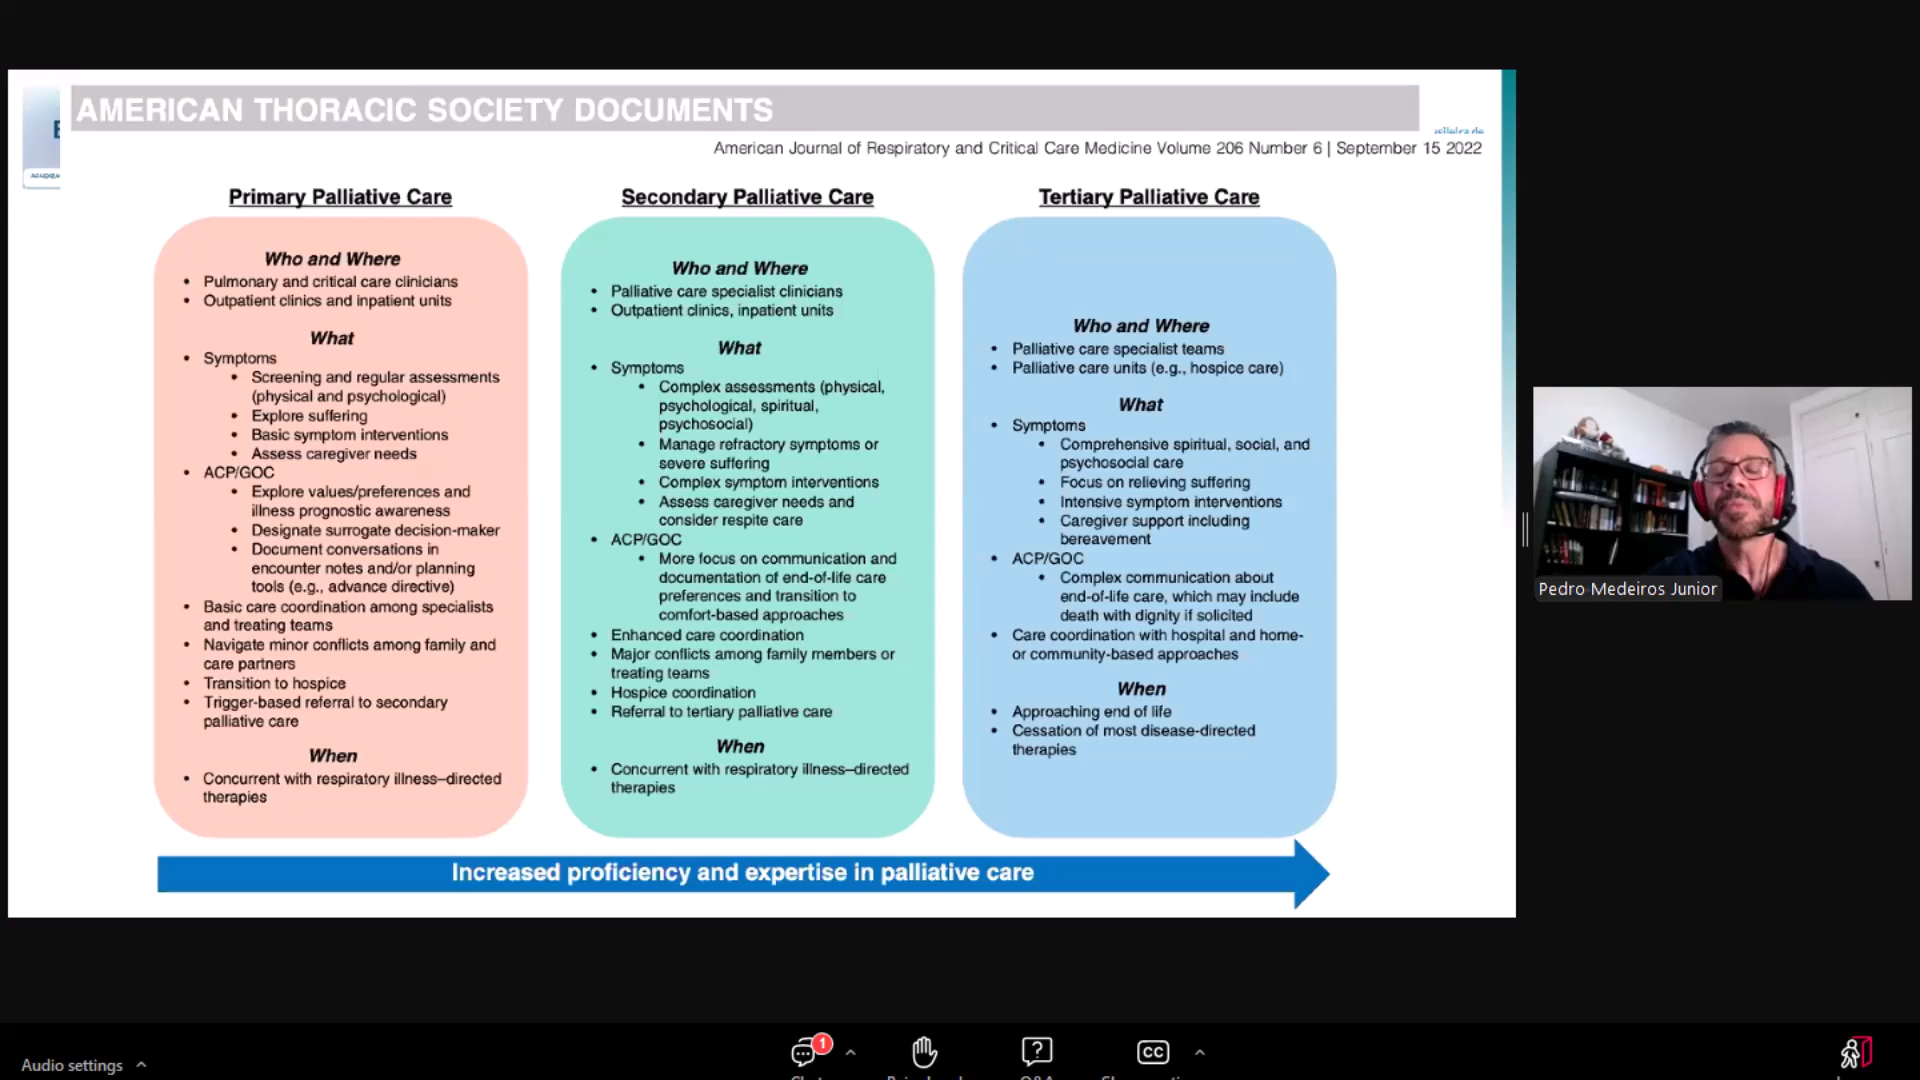 AMERICAN THORACIC SOCIETY DOCUMENTS
American Journal of Respiratory and Critical Care Medicine Volume 206 Number 6 | September 15 2022
Primary Palliative Care
Who and Where
• Pulmonary and critical care clinicians
• Outpatient clinics and inpatient units
What
• Symptoms
• Screening and regular assessments
(physical and psychological)
• Explore suffering
• Basic symptom interventions
• Assess caregiver needs
• ACP/GOC
• Explore values/preferences and
illness prognostic awareness
• Designate surrogate decision-maker
• Document conversations in
encounter notes and/or planning
tools (e.g., advance directive)
• Basic care coordination among specialists
and treating teams
• Navigate minor conflicts among family and
care partners
• Transition to hospice
• Trigger-based referral to secondary
palliative care
When
• Concurrent with respiratory illness–directed
therapies
Secondary Palliative Care
Who and Where
• Palliative care specialist clinicians
• Outpatient clinics, inpatient units
What
• Symptoms
• Complex assessments (physical,
psychological, spiritual,
psychosocial)
• Manage refractory symptoms or
severe suffering
• Complex symptom interventions
• Assess caregiver needs and
consider respite care
• ACP/GOC
• More focus on communication and
documentation of end-of-life care
preferences and transition to
comfort-based approaches
• Enhanced care coordination
• Major conflicts among family members or
treating teams
• Hospice coordination
• Referral to tertiary palliative care
When
• Concurrent with respiratory illness–directed
therapies
Tertiary Palliative Care
Who and Where
• Palliative care specialist teams
• Palliative care units (e.g., hospice care)
What
• Symptoms
• Comprehensive spiritual, social, and
psychosocial care
• Focus on relieving suffering
• Intensive symptom interventions
• Caregiver support including
bereavement
• ACP/GOC
• Complex communication about
end-of-life care, which may include
death with dignity if solicited
• Care coordination with hospital and home-
or community-based approaches
When
• Approaching end of life
• Cessation of most disease-directed
therapies
Increased proficiency and expertise in palliative care
Pedro Medeiros Junior
Audio settings
1
CC